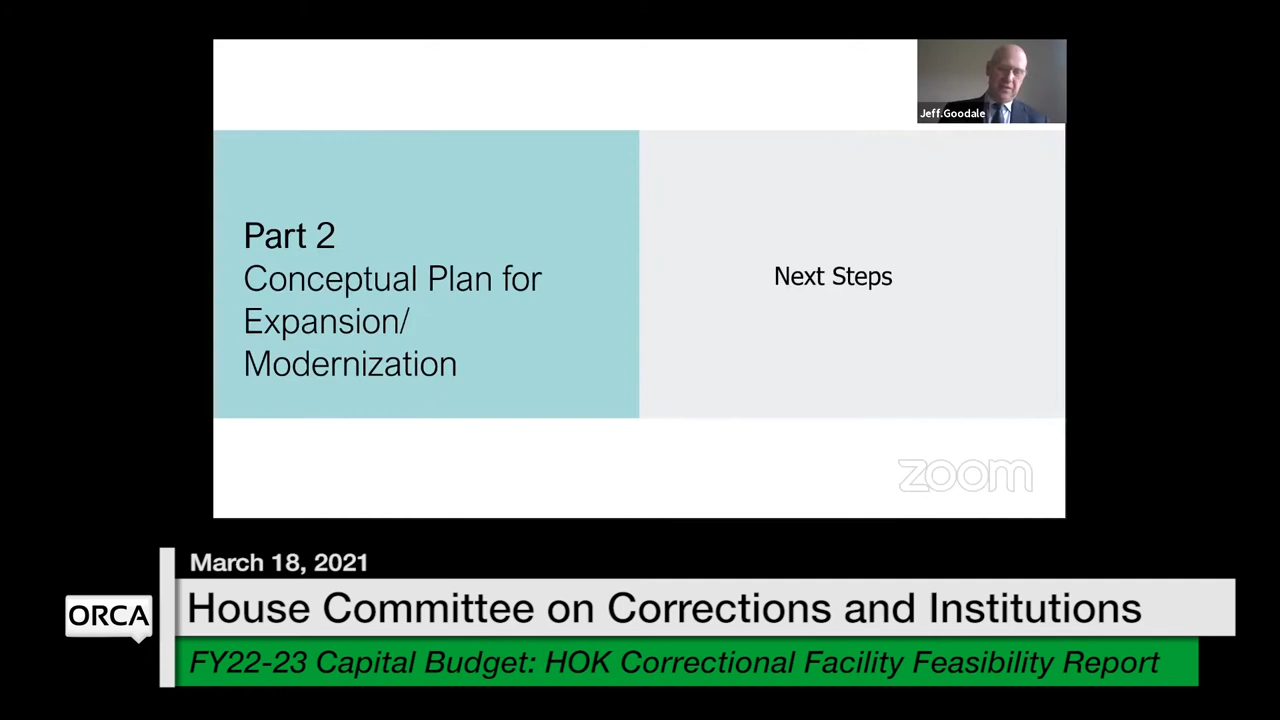 Jeff.Goodale
Part 2
Conceptual Plan for
Expansion/
Modernization
Next Steps
zoom
March 18, 2021
ORCA
House Committee on Corrections and Institutions
FY22-23 Capital Budget: HOK Correctional Facility Feasibility Report